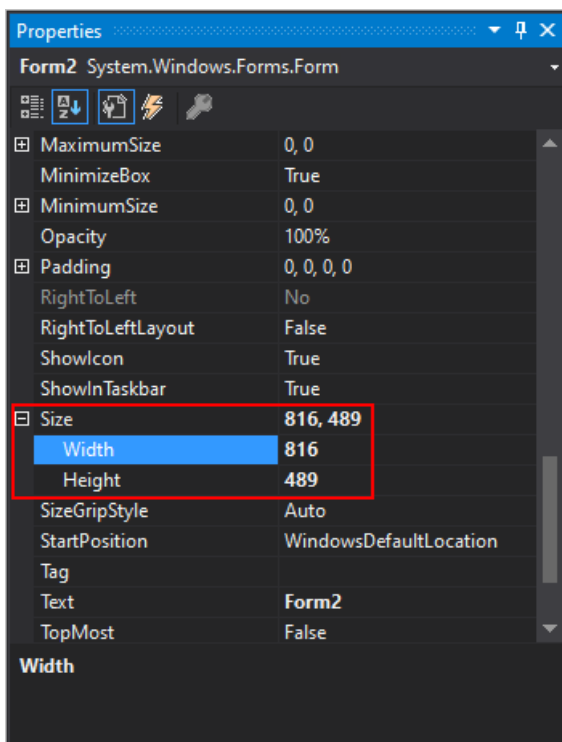 Properties
Form2 System.Windows.Forms.Form
MaximumSize 0, 0
MinimizeBox True
MinimumSize 0, 0
Opacity 100%
Padding 0, 0, 0, 0
RightToLeft No
RightToLeftLayout False
ShowIcon True
ShowInTaskbar True
Size 816, 489
Width 816
Height 489
SizeGripStyle Auto
StartPosition WindowsDefaultLocation
Tag
Text Form2
TopMost False
Width